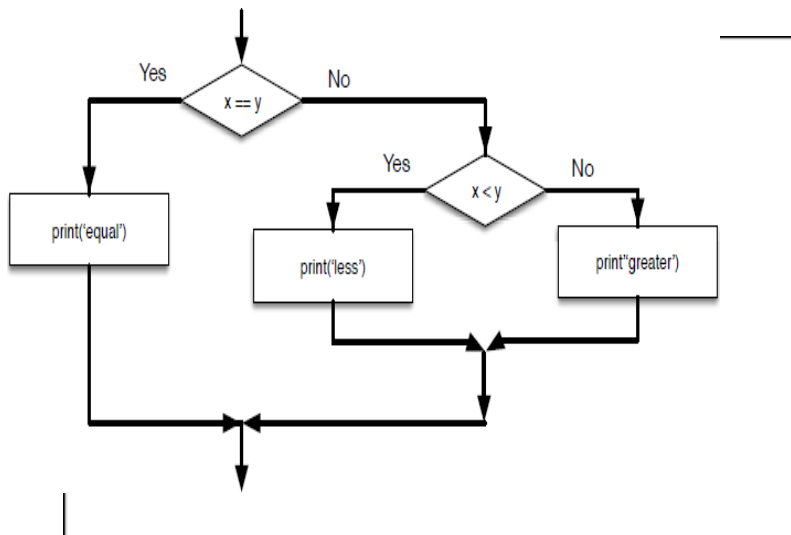 Yes
No
x == y
Yes
No
x < y
print(‘equal’)
print(‘less’)
print‘'greater’)